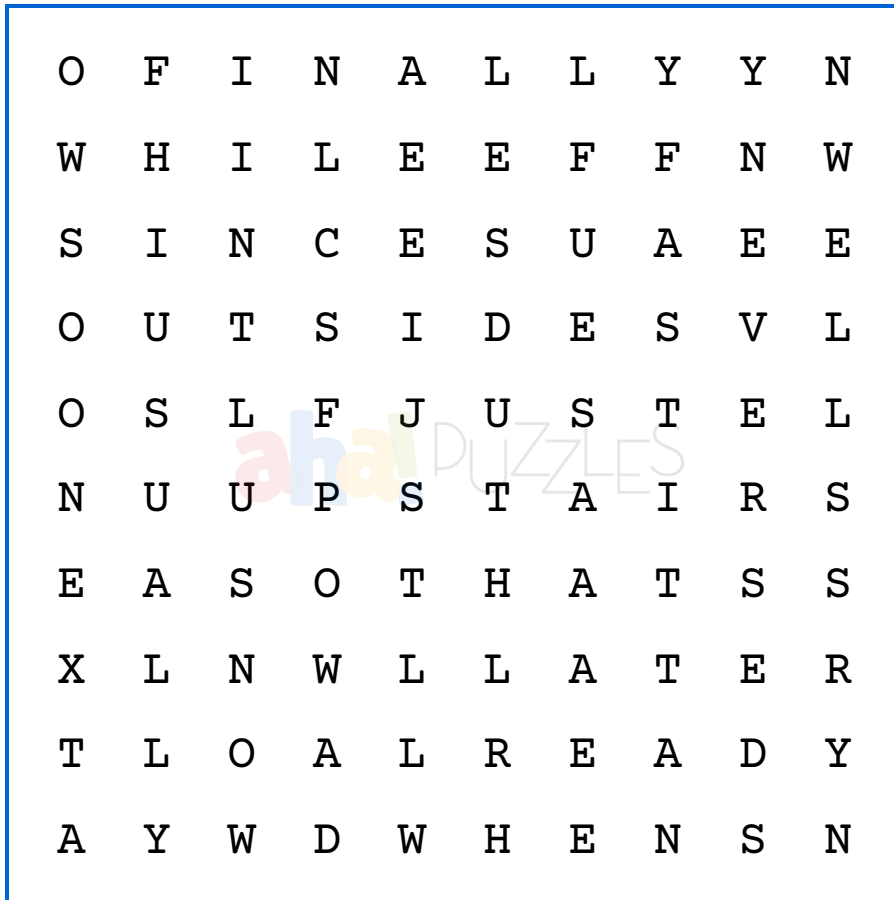 O F I N A L L Y Y N
W H I L E E F F N W
S I N C E S U A E E
O U T S I D E S V L
O S L F J U S T E L
aha! PUZZLES
N U U P S T A I R S
E A S O T H A T S S
X L N W L L A T E R
T L O A L R E A D Y
A Y W D W H E N S N